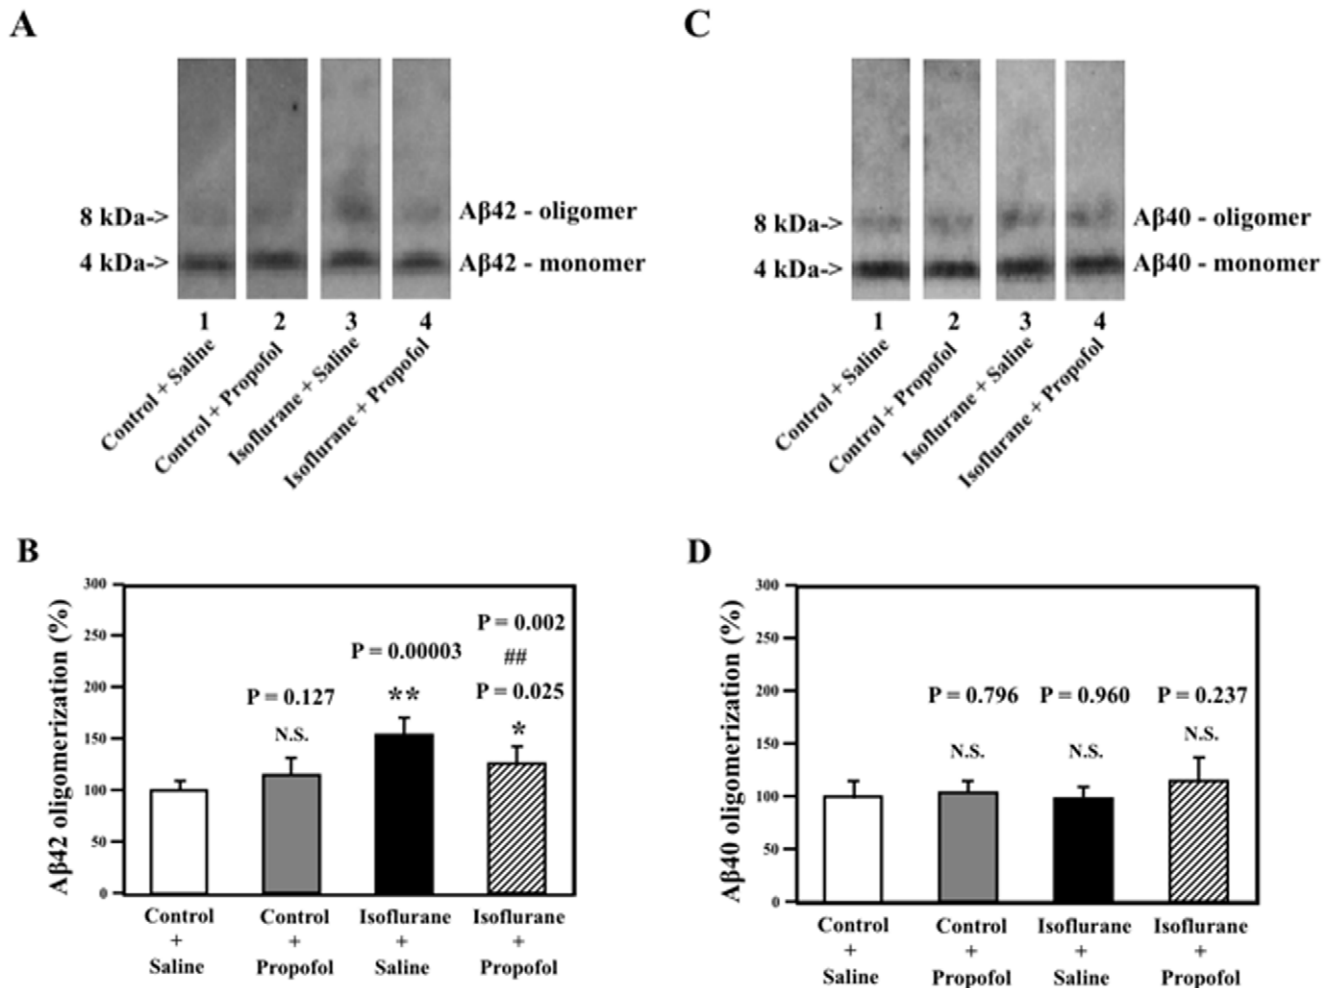 A
8 kDa->
4 kDa->
Aβ42 - oligomer
Aβ42 - monomer
1 2 3 4
Control + Saline
Control + Propofol
Isoflurane + Saline
Isoflurane + Propofol
C
8 kDa->
4 kDa->
Aβ40 - oligomer
Aβ40 - monomer
1 2 3 4
Control + Saline
Control + Propofol
Isoflurane + Saline
Isoflurane + Propofol
B
Aβ42 oligomerization (%)
300
250
200
150
100
50
0
P = 0.127
N.S.
P = 0.00003
**
P = 0.002
##
P = 0.025
*
Control
+
Saline
Control
+
Propofol
Isoflurane
+
Saline
Isoflurane
+
Propofol
D
Aβ40 oligomerization (%)
300
250
200
150
100
50
0
P = 0.796
N.S.
P = 0.960
N.S.
P = 0.237
N.S.
Control
+
Saline
Control
+
Propofol
Isoflurane
+
Saline
Isoflurane
+
Propofol